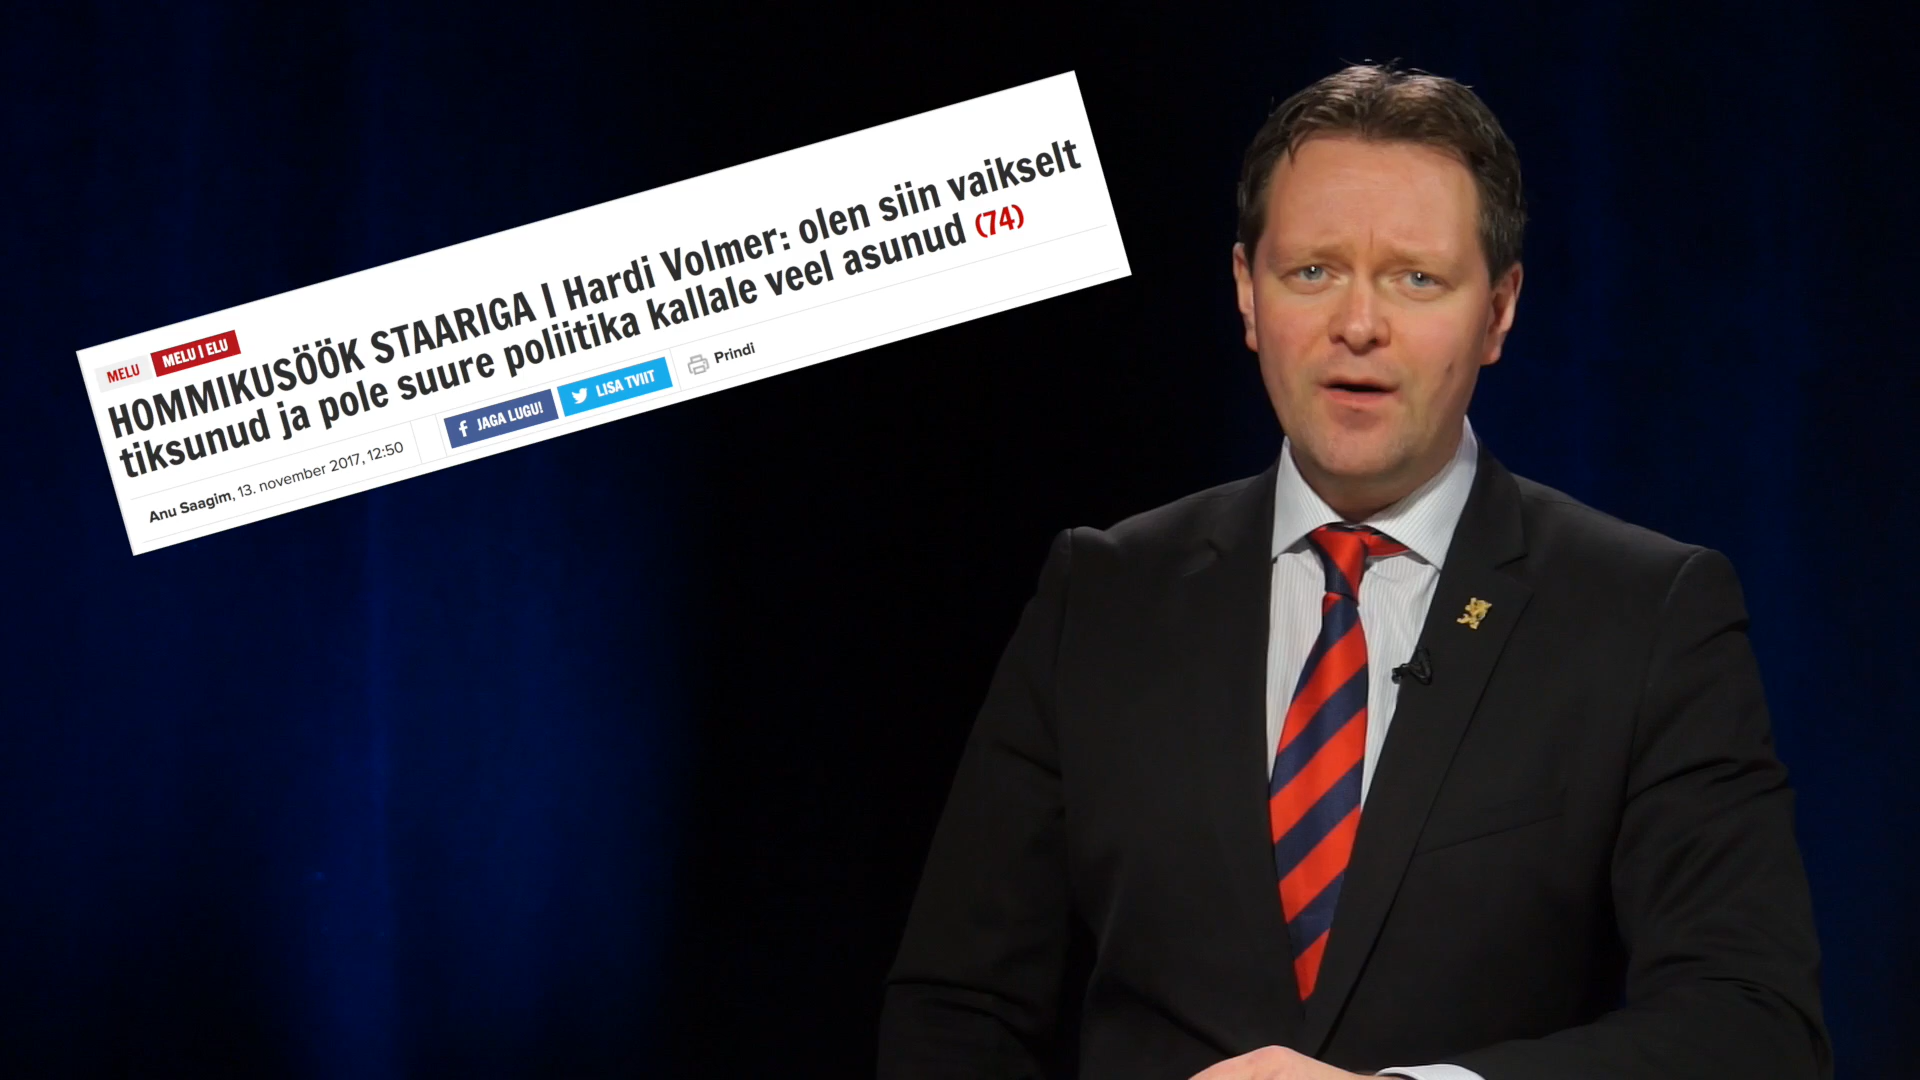 MELU MELU I ELU
HOMMIKUSÖÖK STAARIGA I Hardi Volmer: olen siin vaikselt
tiksunud ja pole suure poliitika kallale veel asunud (74)
Anu Saagim, 13. november 2017, 12:50 f JAGA LUGU! LISA TVIIT Prindi